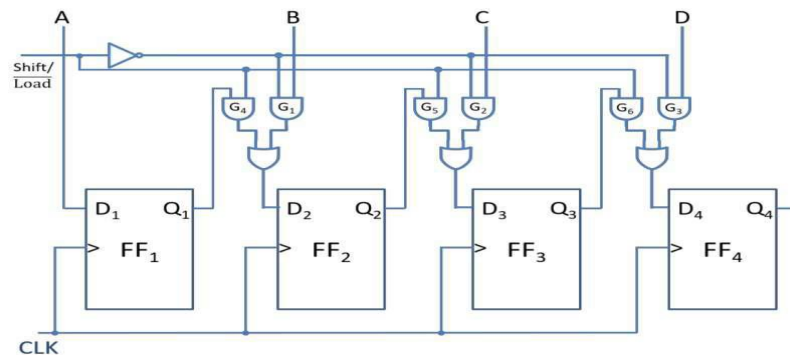 A B C D
Shift/
Load
G₄ G₁ G₅ G₂ G₆ G₃
D₁ Q₁ D₂ Q₂ D₃ Q₃ D₄ Q₄
FF₁ FF₂ FF₃ FF₄
CLK